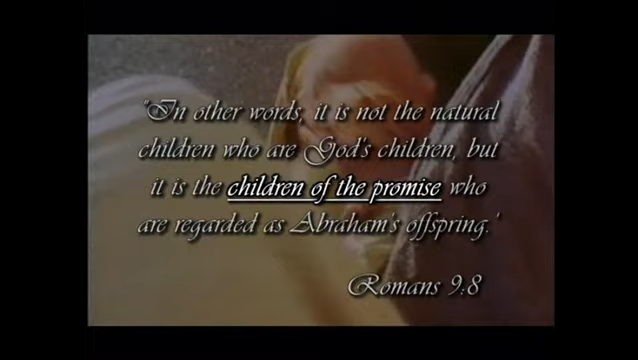 "In other words, it is not the natural
children who are God's children, but
it is the children of the promise who
are regarded as Abraham's offspring.'
Romans 9:8